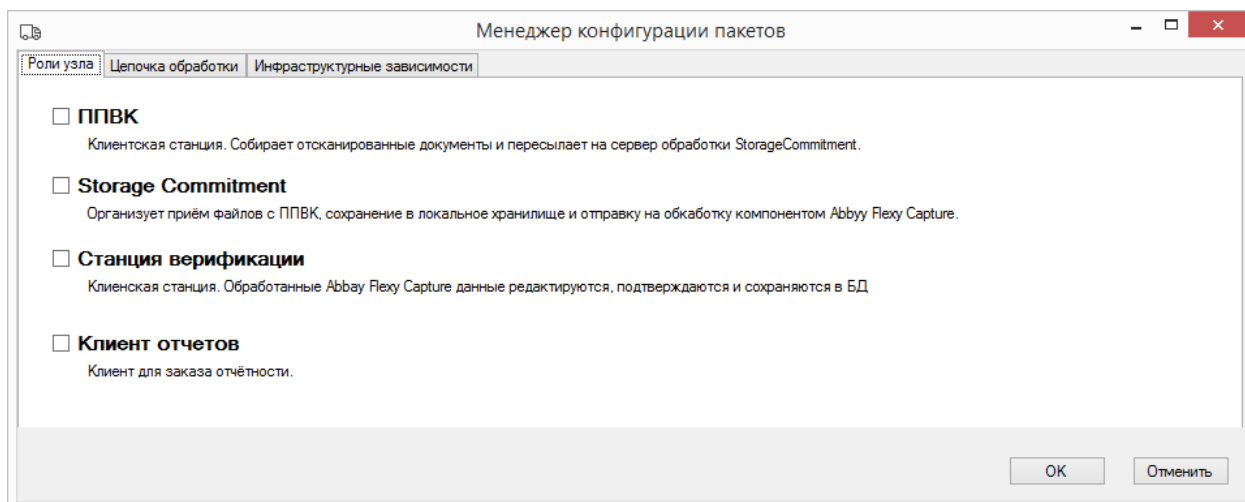 Менеджер конфигурации пакетов
Роли узла Цепочка обработки Инфраструктурные зависимости
ППВК
Клиентская станция. Собирает отсканированные документы и пересылает на сервер обработки StorageCommitment.
Storage Commitment
Организует приём файлов с ППВК, сохранение в локальное хранилище и отправку на обкаботку компонентом Abbyy Flexy Capture.
Станция верификации
Клиенская станция. Обработанные Abbay Flexy Capture данные редактируются, подтверждаются и сохраняются в БД
Клиент отчетов
Клиент для заказа отчётности.
OK Отменить